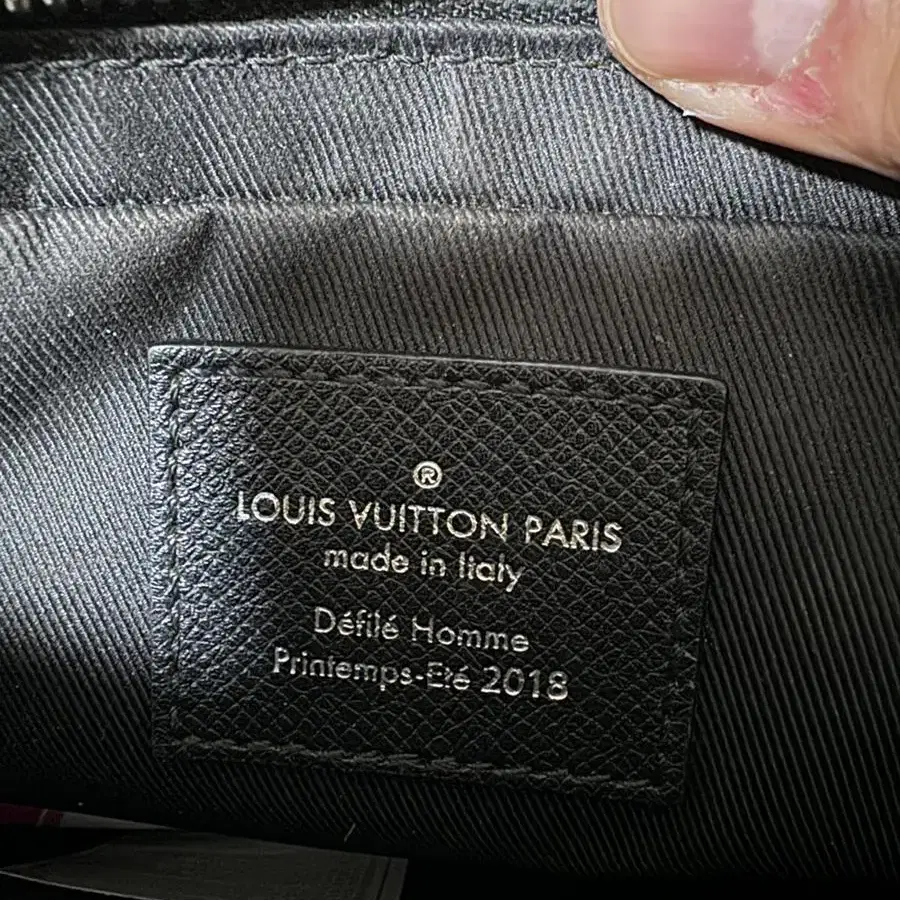 ®
LOUIS VUITTON PARIS
made in Italy
Défilé Homme
Printemps-Eté 2018